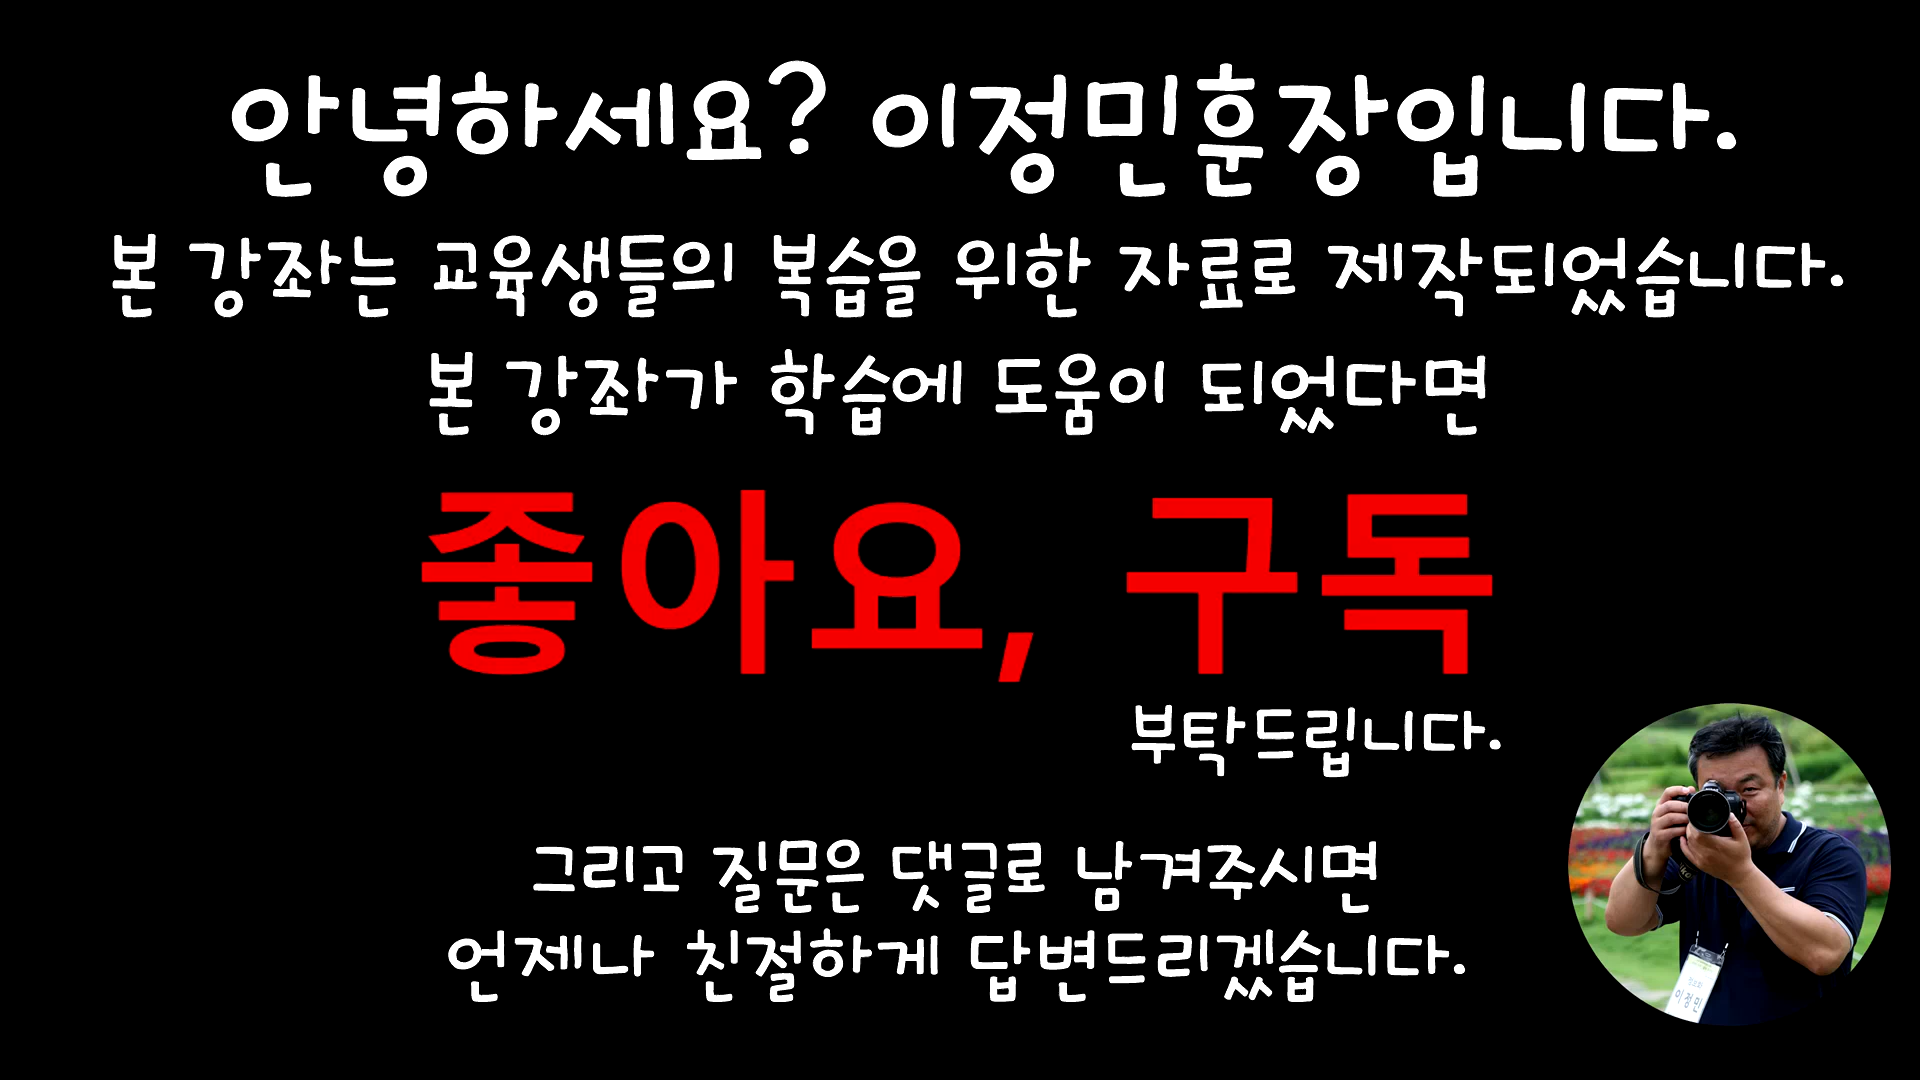 안녕하세요? 이정민훈장입니다.
본 강좌는 교육생들의 복습을 위한 자료로 제작되었습니다.
본 강좌가 학습에 도움이 되었다면
좋아요, 구독
부탁드립니다.
그리고 질문은 댓글로 남겨주시면
언제나 친절하게 답변드리겠습니다.
이정민